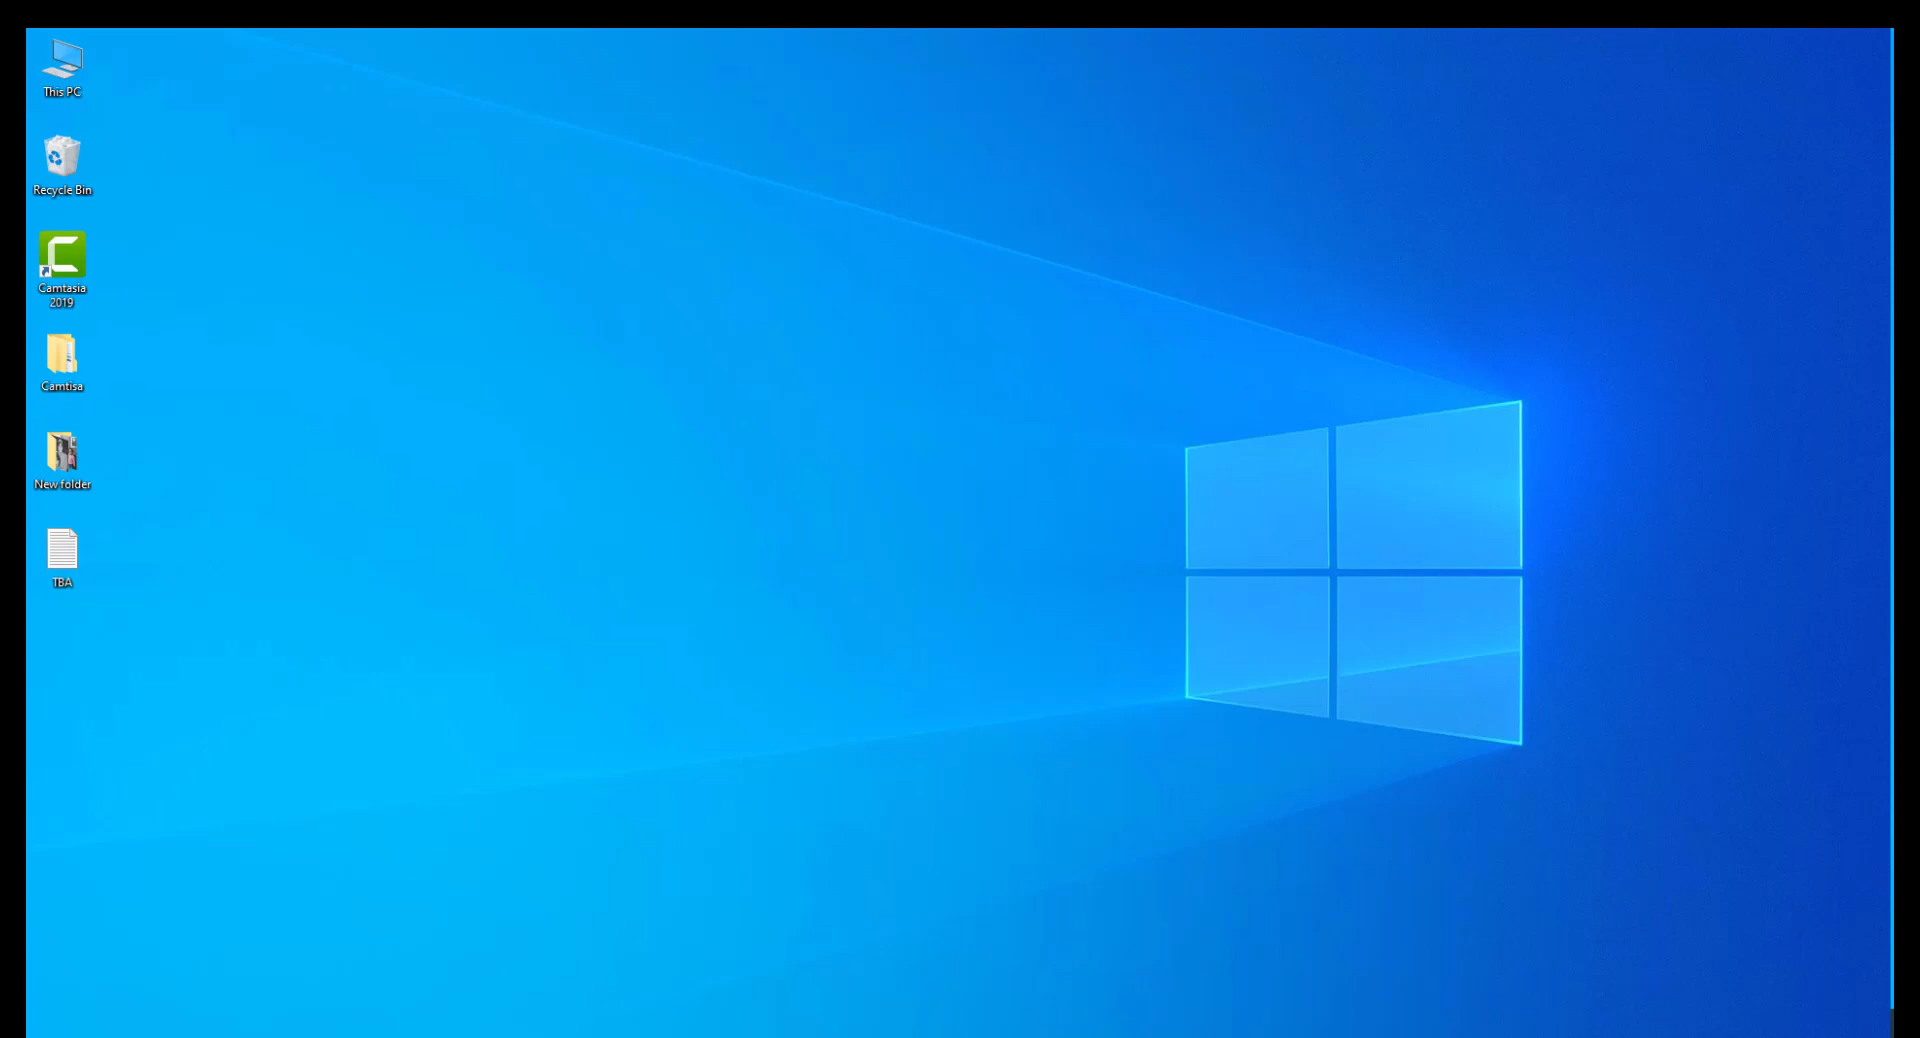 This PC
Recycle Bin
Camtasia
2019
Camtisa
New folder
TBA